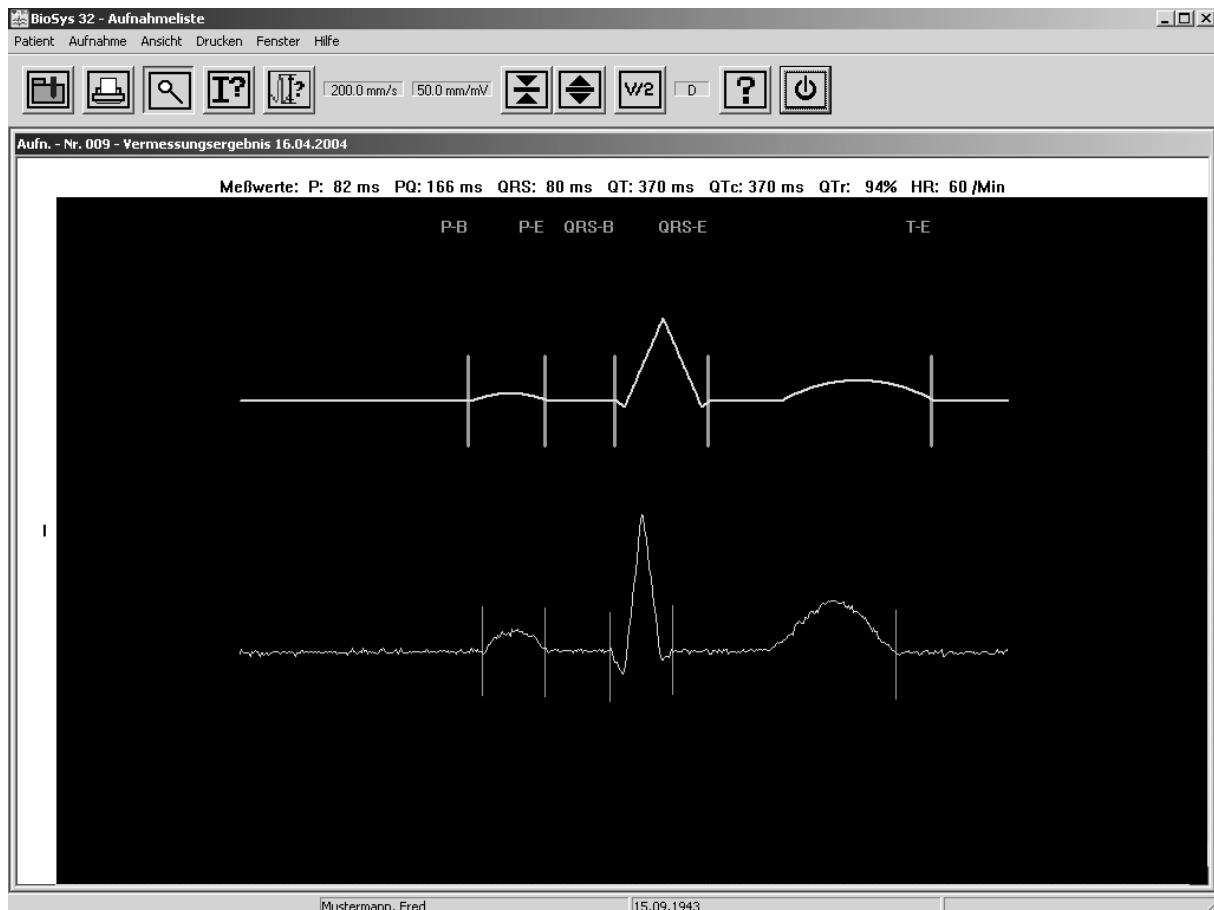 BioSys 32 - Aufnahmeliste
Patient Aufnahme Ansicht Drucken Fenster Hilfe
I? I? 200.0 mm/s 50.0 mm/mV V/2 D ?
Aufn. - Nr. 009 - Vermessungsergebnis 16.04.2004
Meßwerte: P: 82 ms PQ: 166 ms QRS: 80 ms QT: 370 ms QTc: 370 ms QTr: 94% HR: 60 /Min
P-B P-E QRS-B QRS-E T-E
I
Mustermann, Fred 15.09.1943